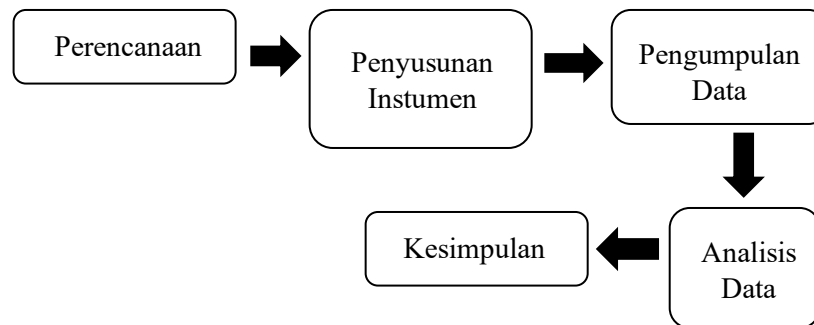 Perencanaan
Penyusunan
Instumen
Pengumpulan
Data
Analisis
Data
Kesimpulan